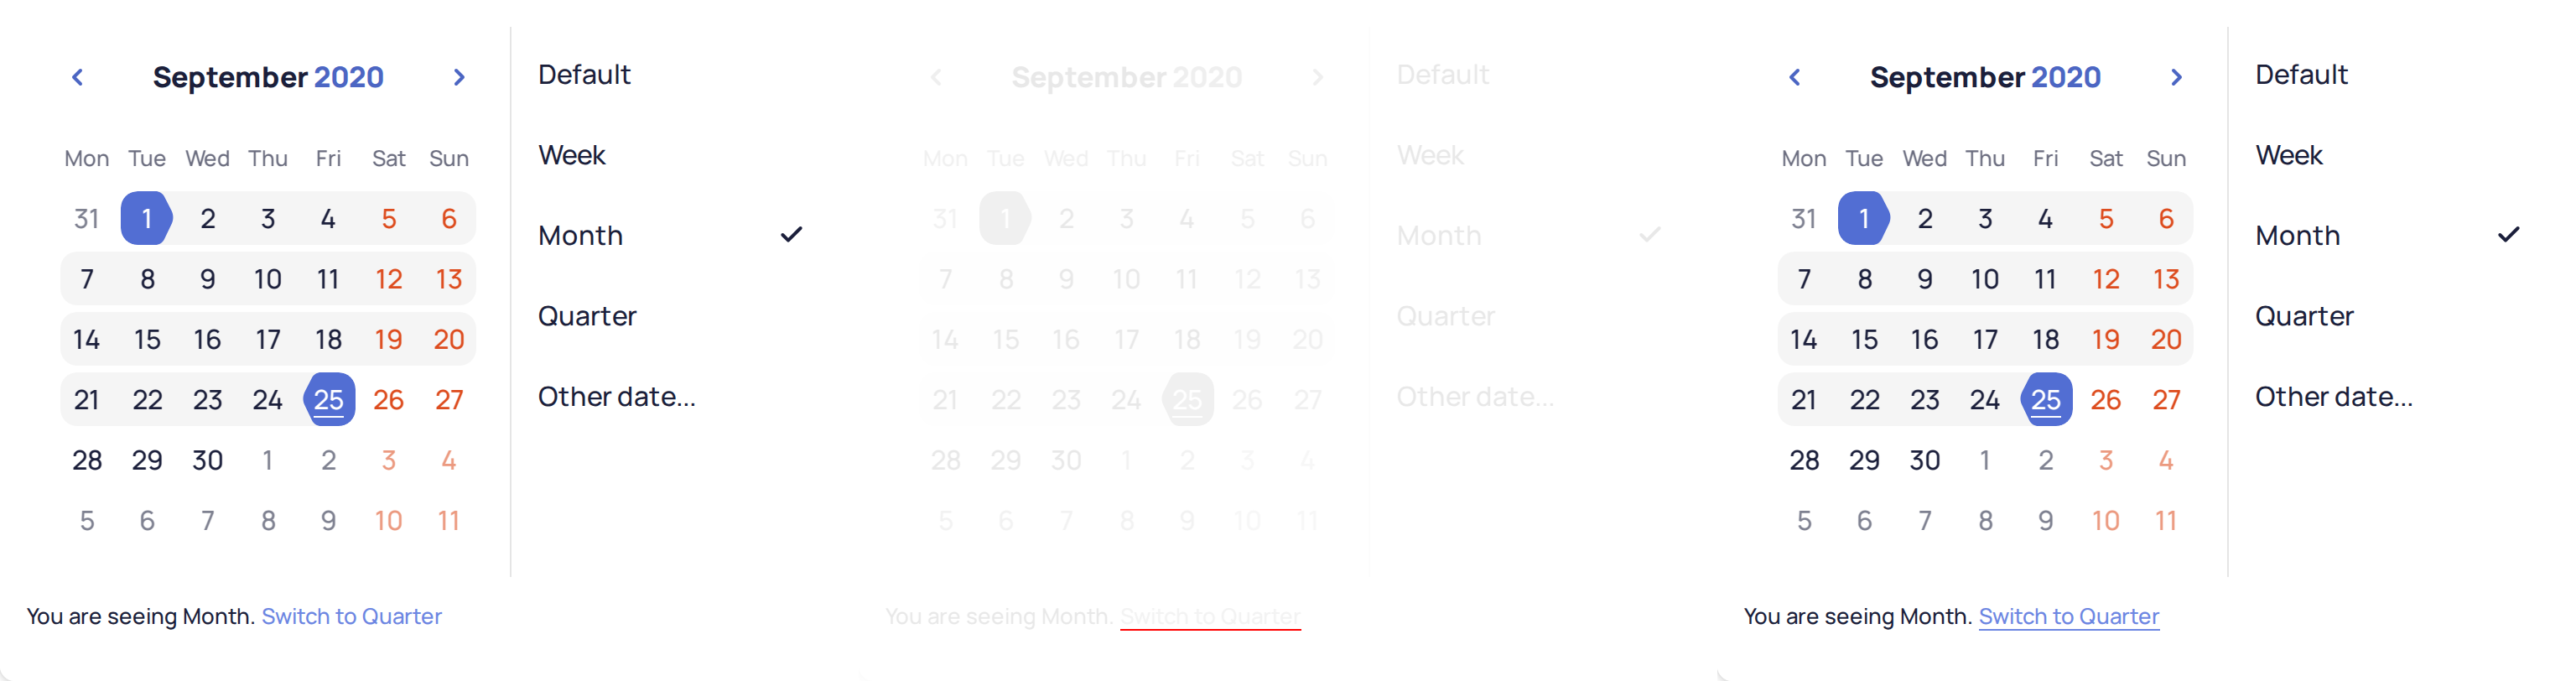 September 2020
Mon Tue Wed Thu Fri Sat Sun
31 1 2 3 4 5 6
7 8 9 10 11 12 13
14 15 16 17 18 19 20
21 22 23 24 25 26 27
28 29 30 1 2 3 4
5 6 7 8 9 10 11
Default
Week
Month
Quarter
Other date...
You are seeing Month. Switch to Quarter
September 2020
Mon Tue Wed Thu Fri Sat Sun
31 1 2 3 4 5 6
7 8 9 10 11 12 13
14 15 16 17 18 19 20
21 22 23 24 25 26 27
28 29 30 1 2 3 4
5 6 7 8 9 10 11
Default
Week
Month
Quarter
Other date...
You are seeing Month. Switch to Quarter
September 2020
Mon Tue Wed Thu Fri Sat Sun
31 1 2 3 4 5 6
7 8 9 10 11 12 13
14 15 16 17 18 19 20
21 22 23 24 25 26 27
28 29 30 1 2 3 4
5 6 7 8 9 10 11
Default
Week
Month
Quarter
Other date...
You are seeing Month. Switch to Quarter